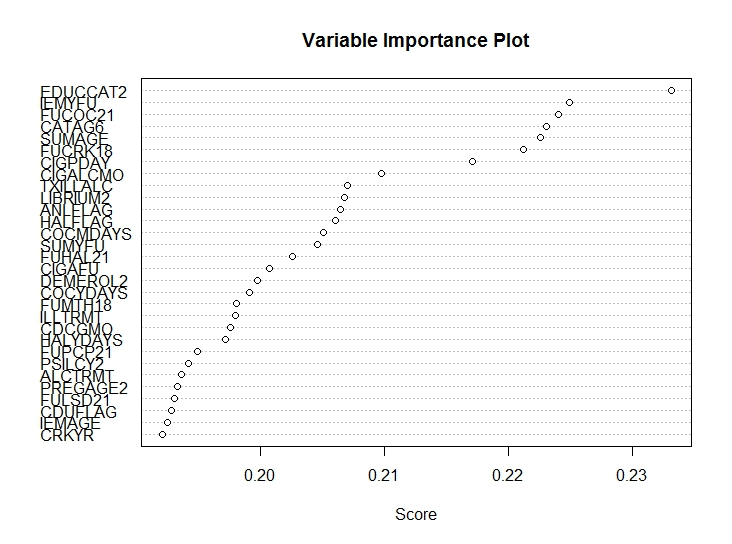 Variable Importance Plot
EDUCCAT2
IEMYFU
FUCOC21
CATAG6
SUMAGE
FUCRK18
CIGPDAY
CIGALCMO
TXILLALC
LIBRIUM2
ANLFLAG
HALFLAG
COCMDAYS
SUMYFU
FUHAL21
CIGAFU
DEMEROL2
COCYDAYS
FUMTH18
ILLTRMT
CDCGMO
HALYDAYS
FUPCP21
PSILCY2
ALCTRMT
PREGAGE2
FULSD21
CDUFLAG
IEMAGE
CRKYR
0.20 0.21 0.22 0.23
Score